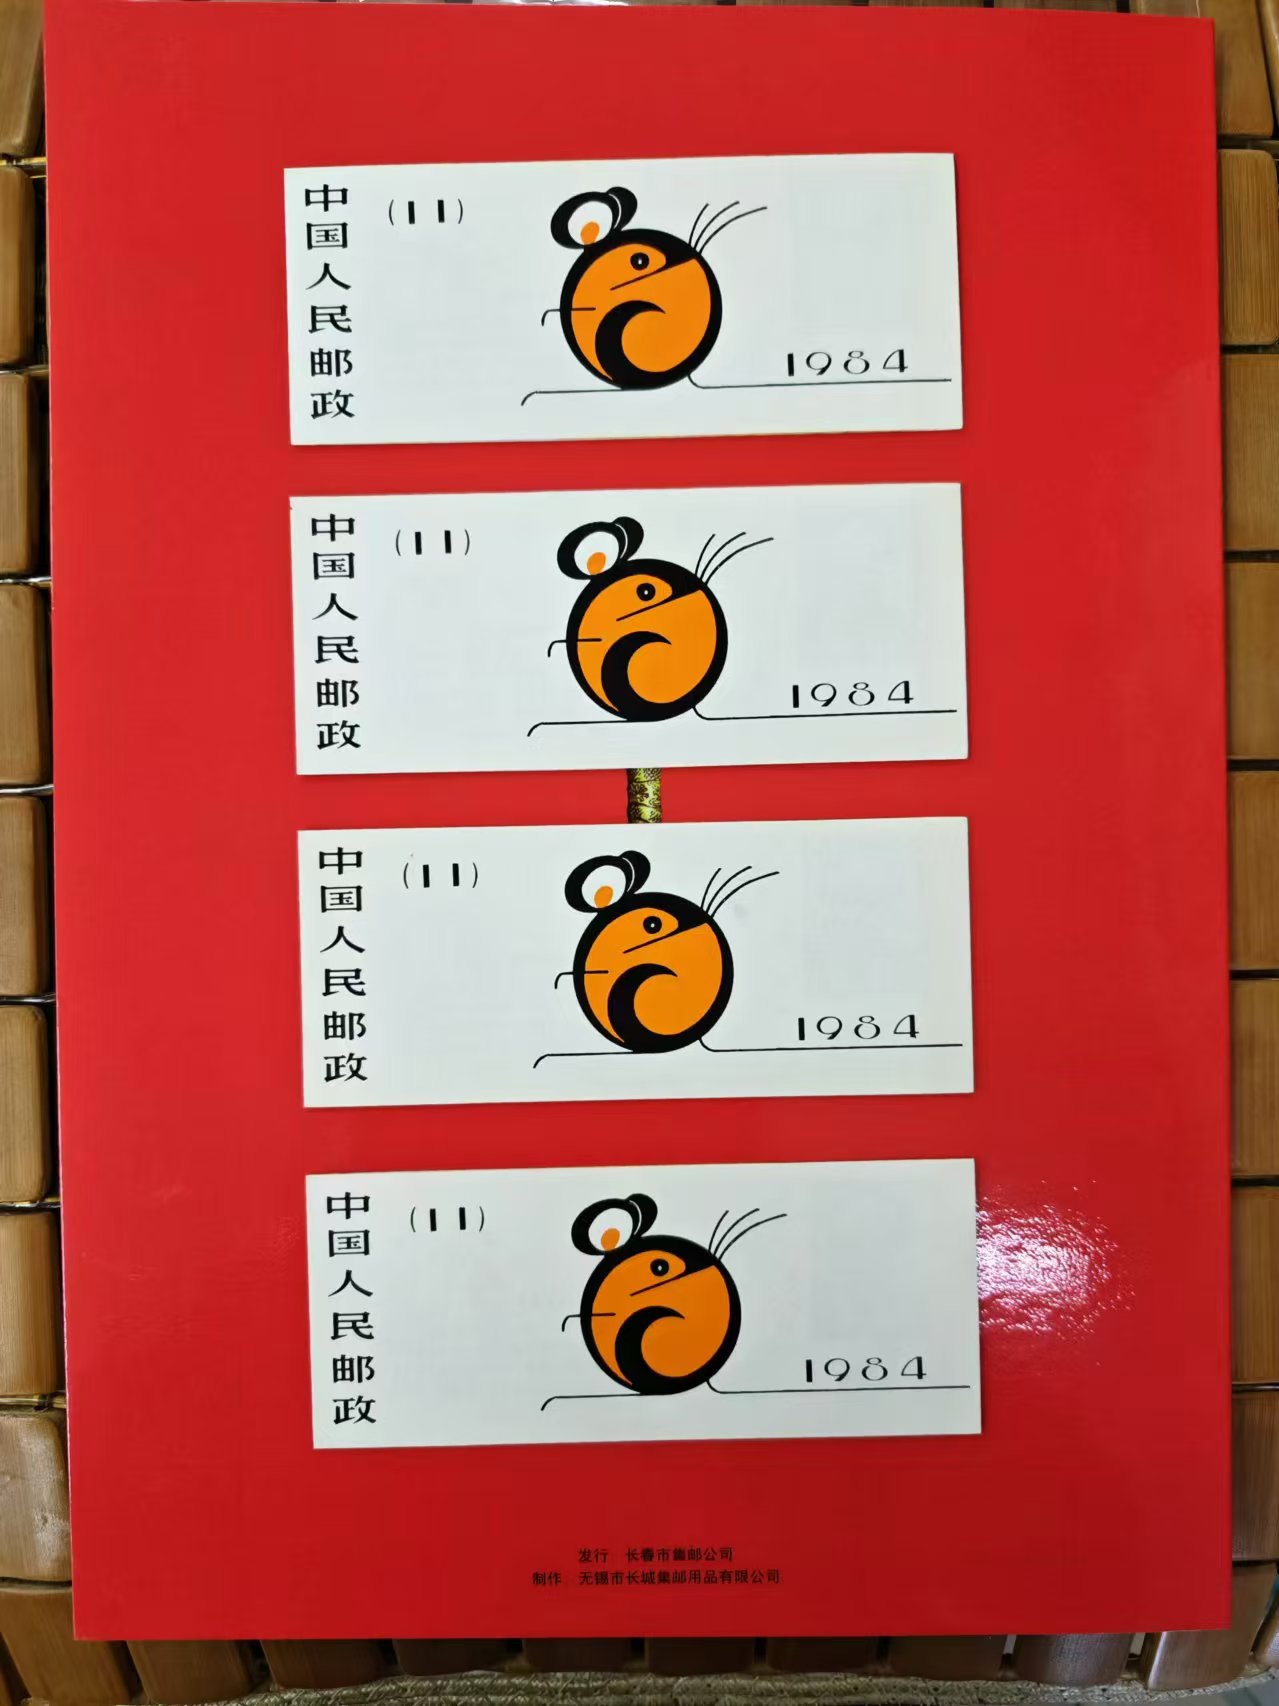 中国人民邮政
(11)
1984
中国人民邮政
(11)
1984
中国人民邮政
(11)
1984
中国人民邮政
(11)
1984
发行：长春市集邮公司
制作：无锡市长城集邮用品有限公司